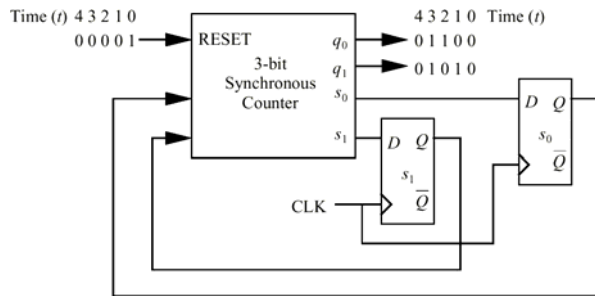 Time (t) 4 3 2 1 0
0 0 0 0 1
RESET
3-bit
Synchronous
Counter
q0
q1
s0
s1
4 3 2 1 0 Time (t)
0 1 1 0 0
0 1 0 1 0
D Q
s0
Q̅
D Q
s1
Q̅
CLK